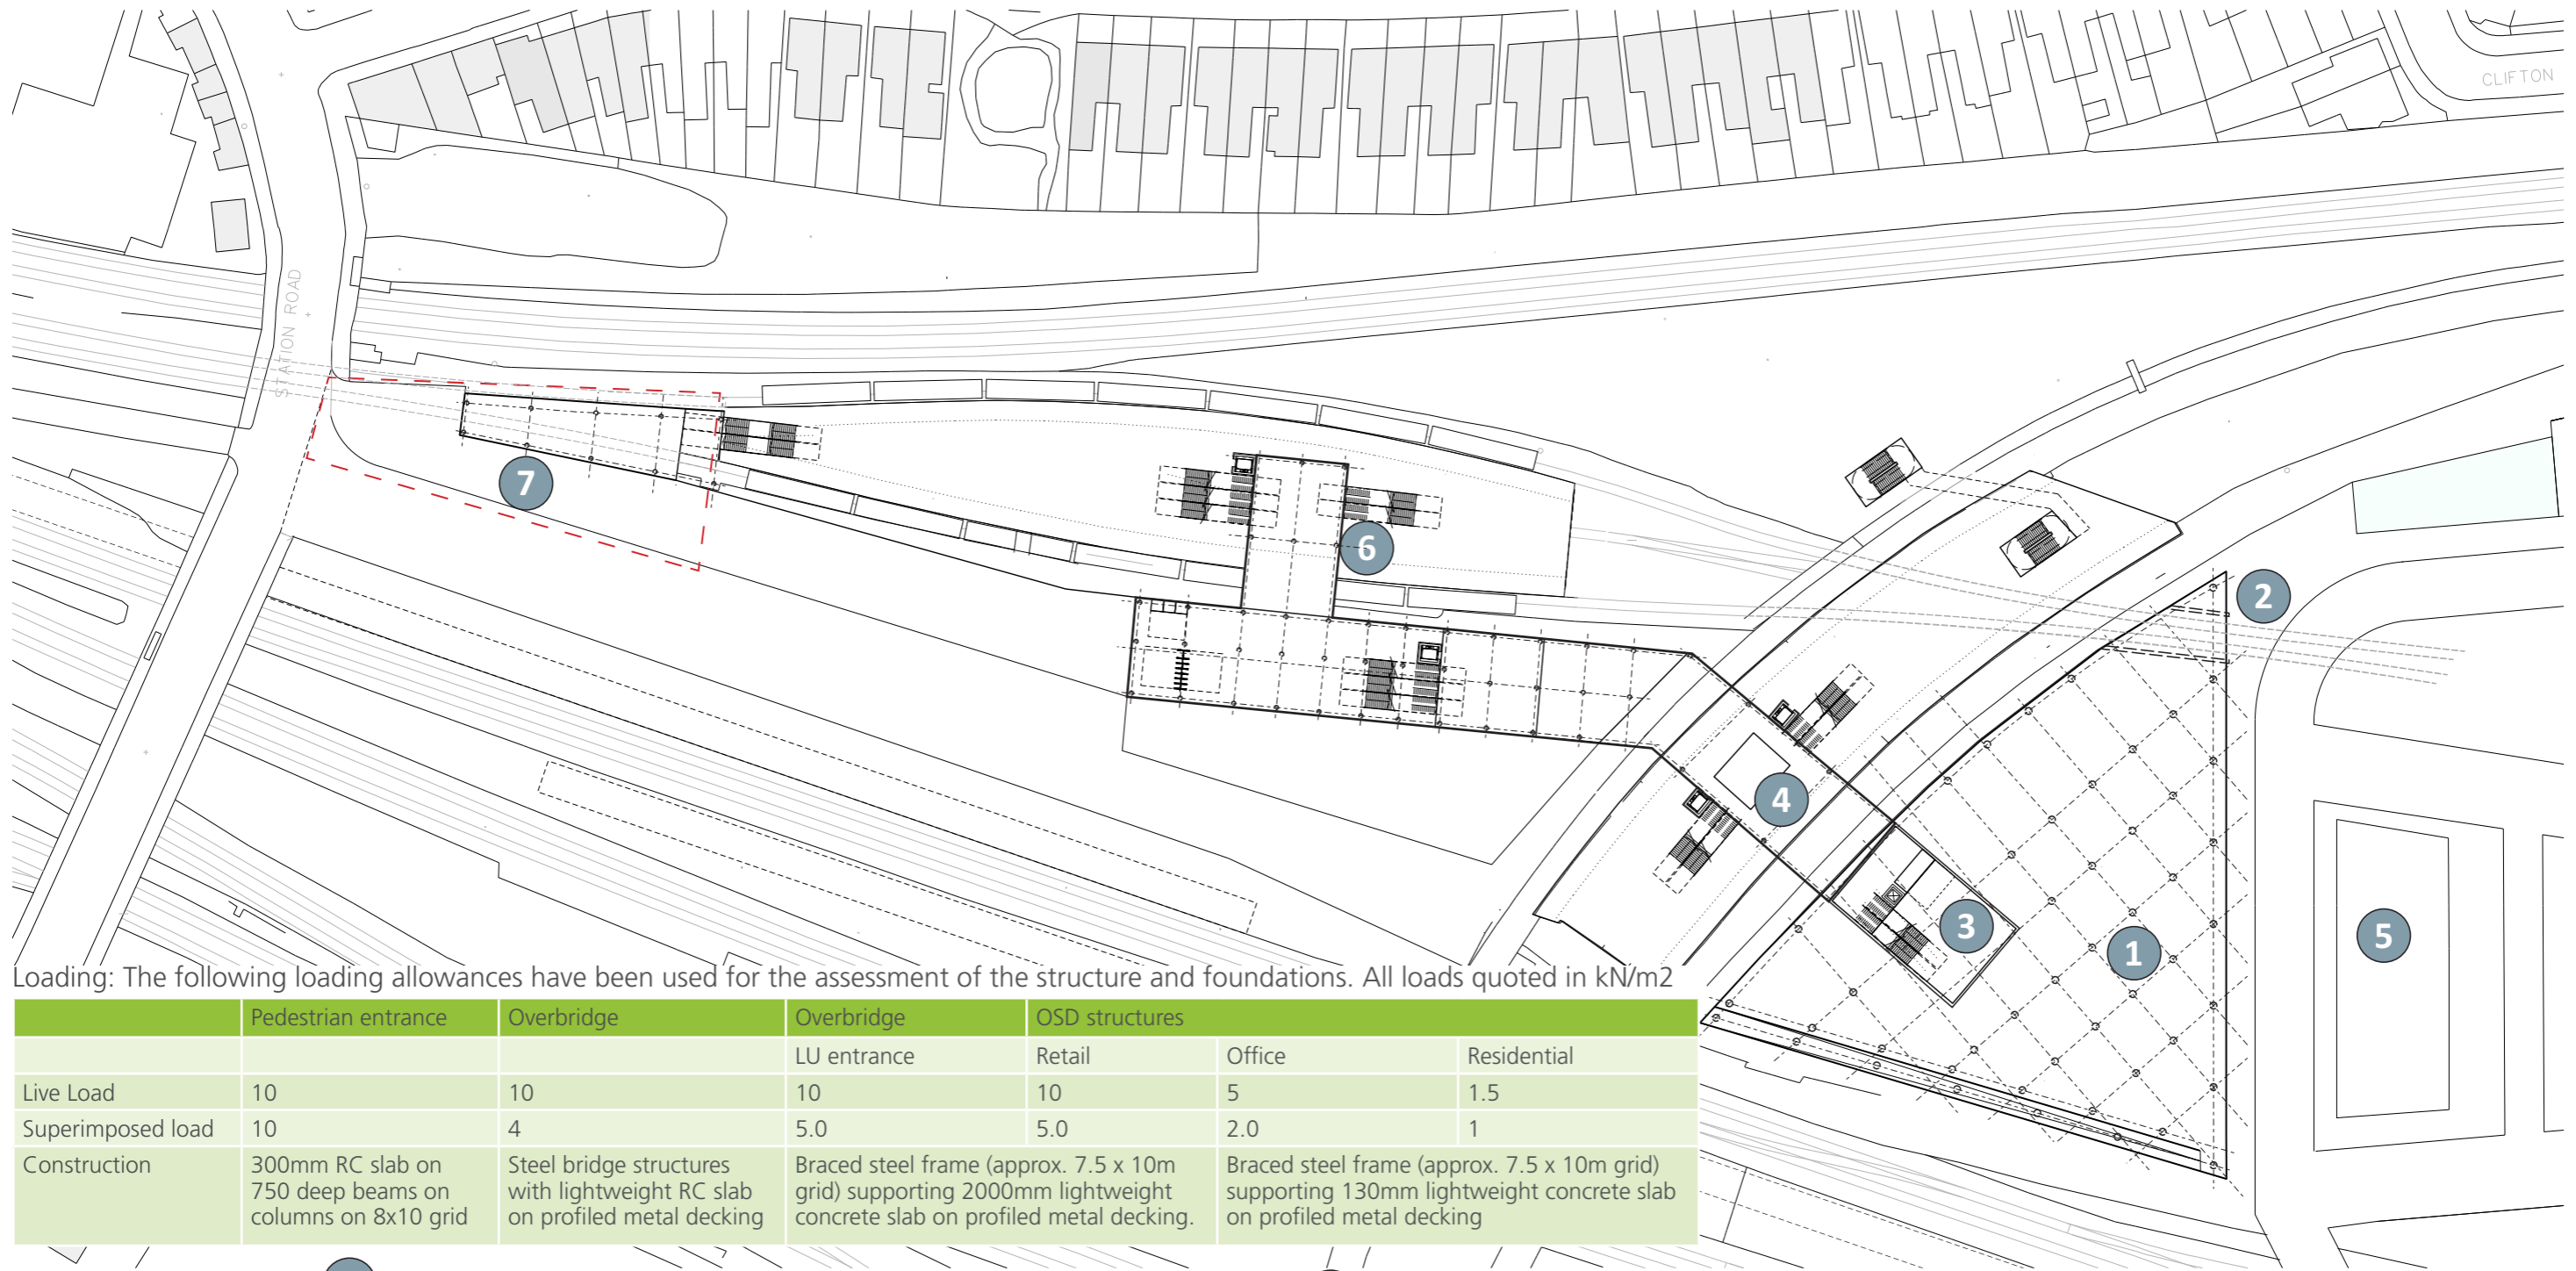 CLIFTON
STATION ROAD
7
6
2
4
3
1
5
Loading: The following loading allowances have been used for the assessment of the structure and foundations. All loads quoted in kN/m2
Pedestrian entrance Overbridge Overbridge OSD structures
LU entrance Retail Office Residential
Live Load 10 10 10 10 5 1.5
Superimposed load 10 4 5.0 5.0 2.0 1
Construction 300mm RC slab on Steel bridge structures Braced steel frame (approx. 7.5 x 10m Braced steel frame (approx. 7.5 x 10m grid)
750 deep beams on with lightweight RC slab grid) supporting 2000mm lightweight supporting 130mm lightweight concrete slab
columns on 8x10 grid on profiled metal decking concrete slab on profiled metal decking. on profiled metal decking